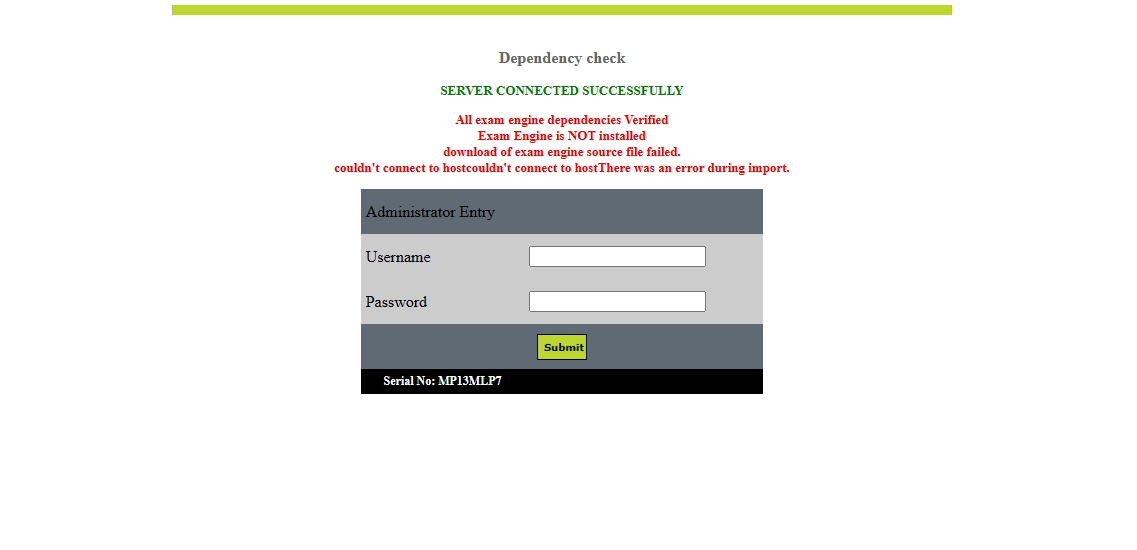 Dependency check
SERVER CONNECTED SUCCESSFULLY
All exam engine dependencies Verified
Exam Engine is NOT installed
download of exam engine source file failed.
couldn't connect to hostcouldn't connect to hostThere was an error during import.
Administrator Entry
Username
Password
Submit
Serial No: MP13MLP7